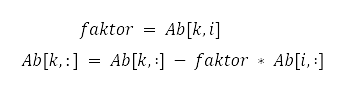 faktor = Ab[k,i]
Ab[k,:] = Ab[k,:] − faktor * Ab[i,:]